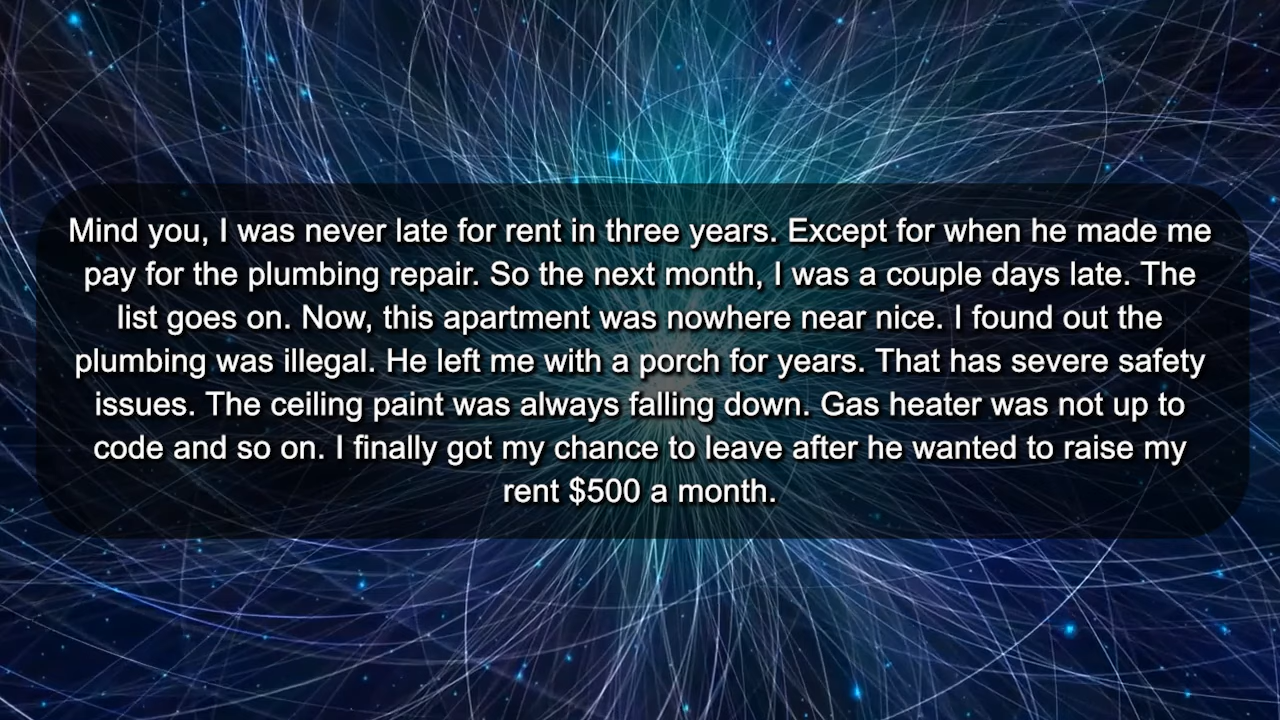 Mind you, I was never late for rent in three years. Except for when he made me
pay for the plumbing repair. So the next month, I was a couple days late. The
list goes on. Now, this apartment was nowhere near nice. I found out the
plumbing was illegal. He left me with a porch for years. That has severe safety
issues. The ceiling paint was always falling down. Gas heater was not up to
code and so on. I finally got my chance to leave after he wanted to raise my
rent $500 a month.